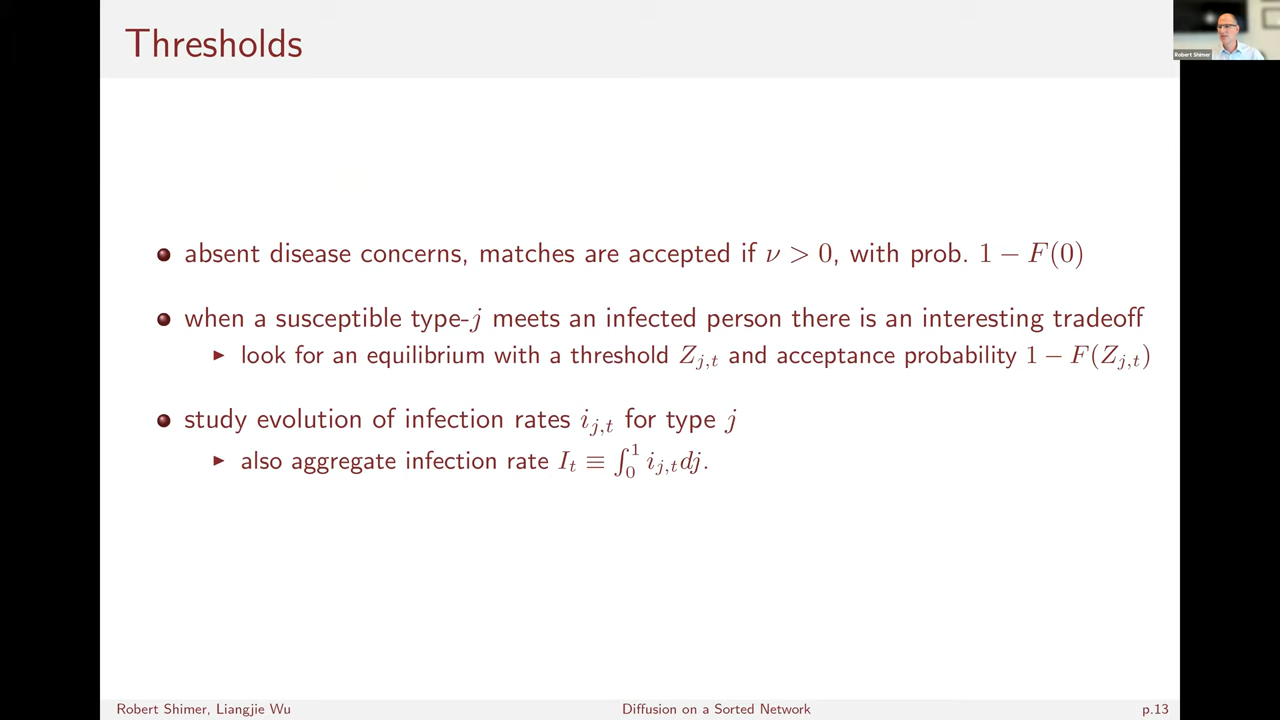 Thresholds
Robert Shimer
absent disease concerns, matches are accepted if ν > 0, with prob. 1 − F(0)
when a susceptible type-j meets an infected person there is an interesting tradeoff
look for an equilibrium with a threshold Z_{j,t} and acceptance probability 1 − F(Z_{j,t})
study evolution of infection rates i_{j,t} for type j
also aggregate infection rate I_t ≡ ∫_0^1 i_{j,t}dj.
Robert Shimer, Liangjie Wu
Diffusion on a Sorted Network
p.13